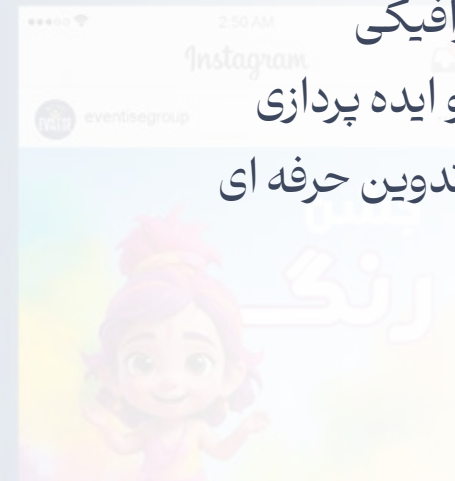 2:50 AM
Instagram
eventisegroup
افیکی
و ایده پردازی
تدوین حرفه ای
رنگ